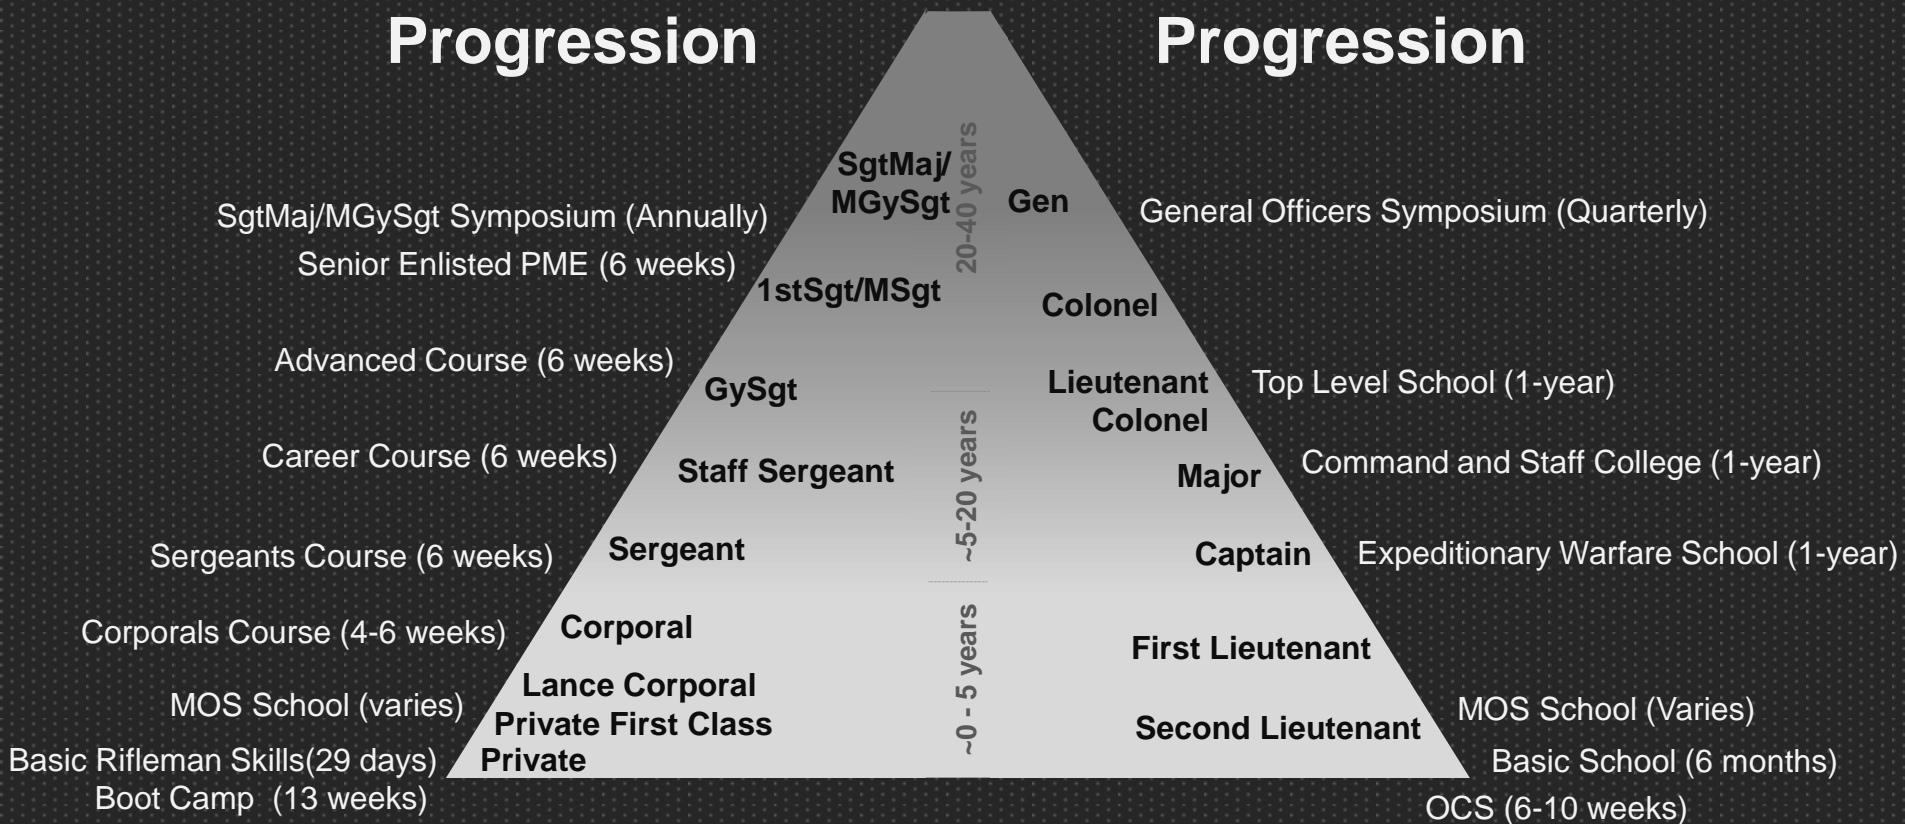 Progression
Progression
SgtMaj/
MGySgt
Gen
20-40 years
SgtMaj/MGySgt Symposium (Annually)
General Officers Symposium (Quarterly)
Senior Enlisted PME (6 weeks)
1stSgt/MSgt
Colonel
Advanced Course (6 weeks)
GySgt
Lieutenant
Colonel
Top Level School (1-year)
Career Course (6 weeks)
Staff Sergeant
~5-20 years
Major
Command and Staff College (1-year)
Sergeants Course (6 weeks)
Sergeant
Captain
Expeditionary Warfare School (1-year)
Corporals Course (4-6 weeks)
Corporal
~0 - 5 years
First Lieutenant
MOS School (varies)
Lance Corporal
Private First Class
Second Lieutenant
MOS School (Varies)
Basic Rifleman Skills(29 days)
Private
Basic School (6 months)
Boot Camp  (13 weeks)
OCS (6-10 weeks)